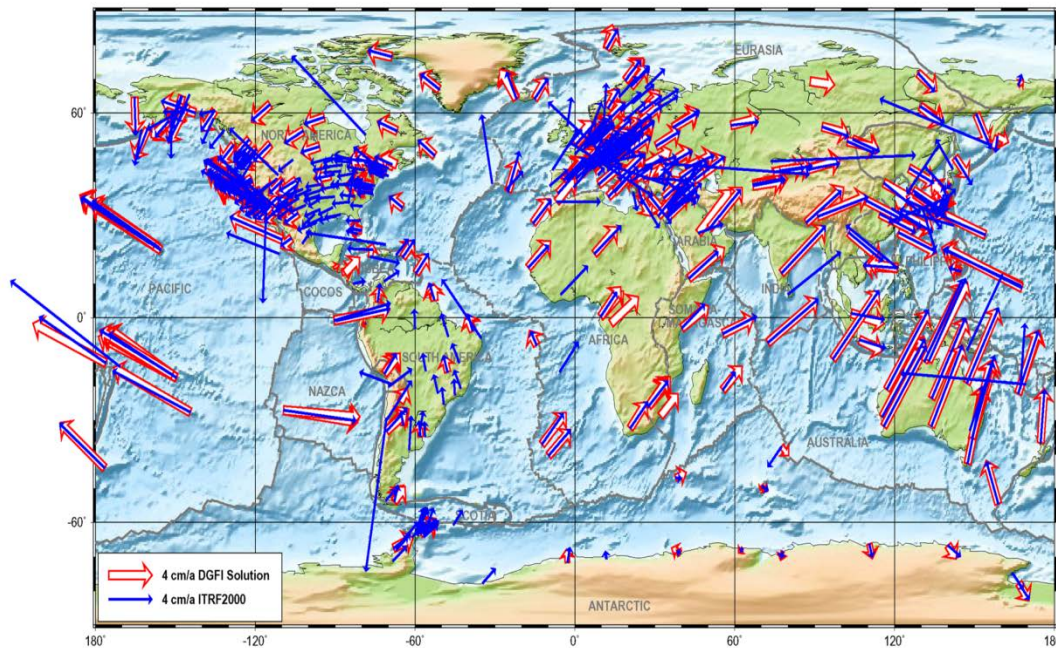 EURASIA
60˚
NORTH AMERICA
ARABIA
PACIFIC
COCOS
INDIA
0˚
AFRICA
SOUTH AMERICA
NAZCA
AUSTRALIA
-60˚
SCOTIA
4 cm/a DGFI Solution
4 cm/a ITRF2000
ANTARCTIC
180˚
-120˚
-60˚
0˚
60˚
120˚
180˚